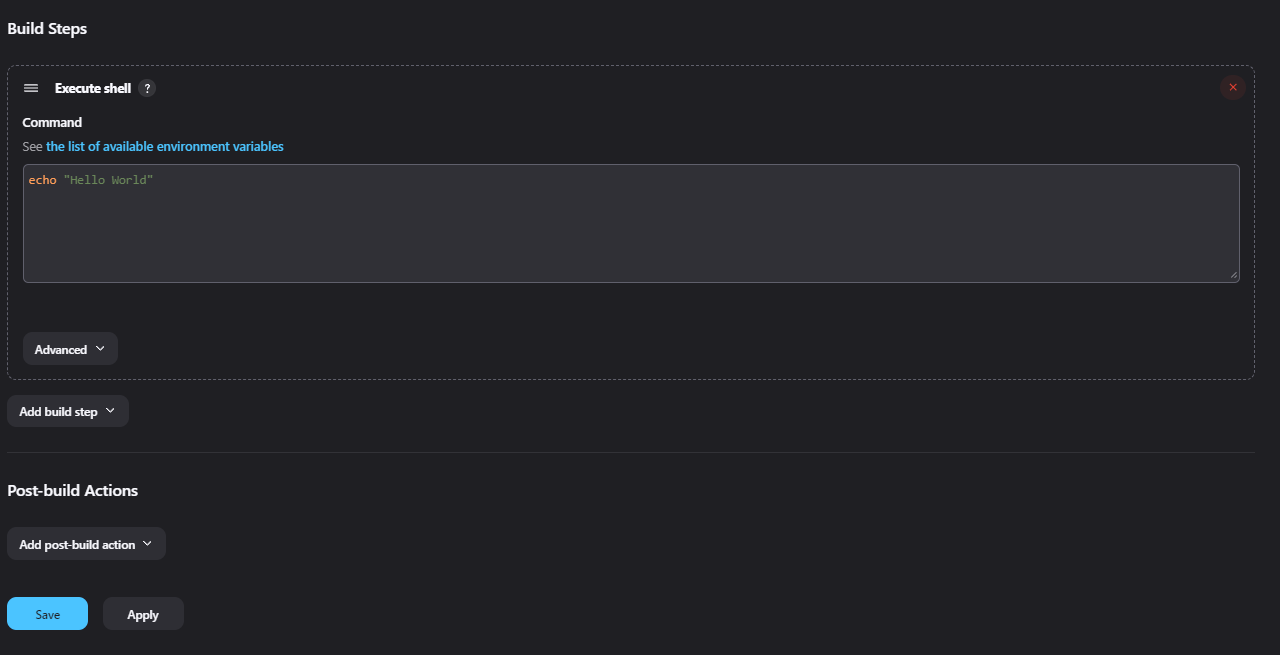 Build Steps
Execute shell ?
Command
See the list of available environment variables
echo "Hello World"
Advanced
Add build step
Post-build Actions
Add post-build action
Save Apply